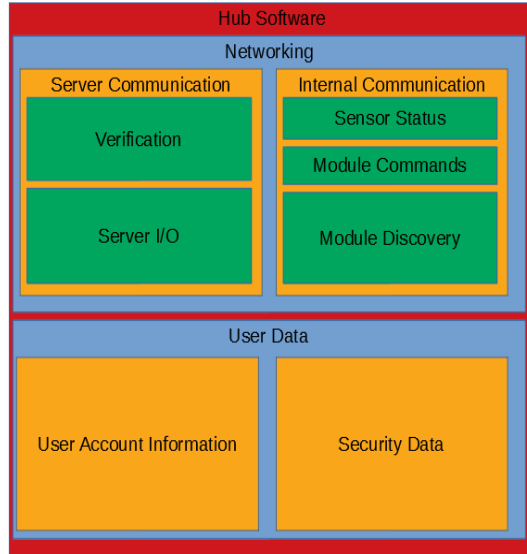 Hub Software
Networking
Server Communication
Verification
Server I/O
Internal Communication
Sensor Status
Module Commands
Module Discovery
User Data
User Account Information
Security Data